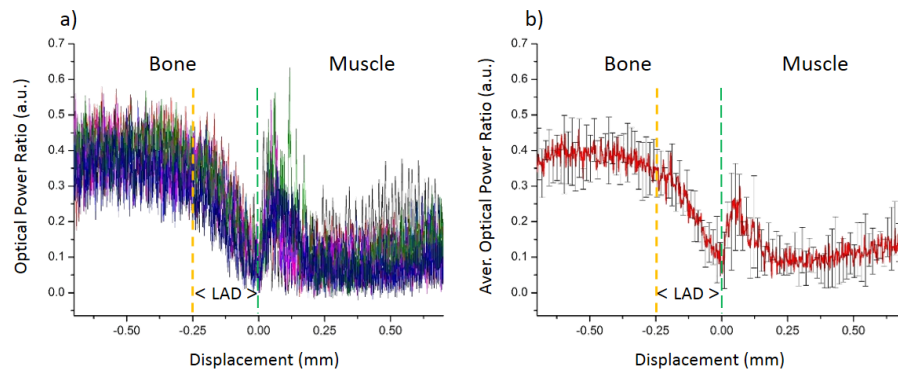 a)
Bone
Muscle
Optical Power Ratio (a.u.)
0.7
0.6
0.5
0.4
0.3
0.2
0.1
0.0
< LAD >
-0.50
-0.25
0.00
0.25
0.50
Displacement (mm)
b)
Bone
Muscle
Aver. Optical Power Ratio (a.u.)
0.7
0.6
0.5
0.4
0.3
0.2
0.1
0.0
< LAD >
-0.50
-0.25
0.00
0.25
0.50
Displacement (mm)